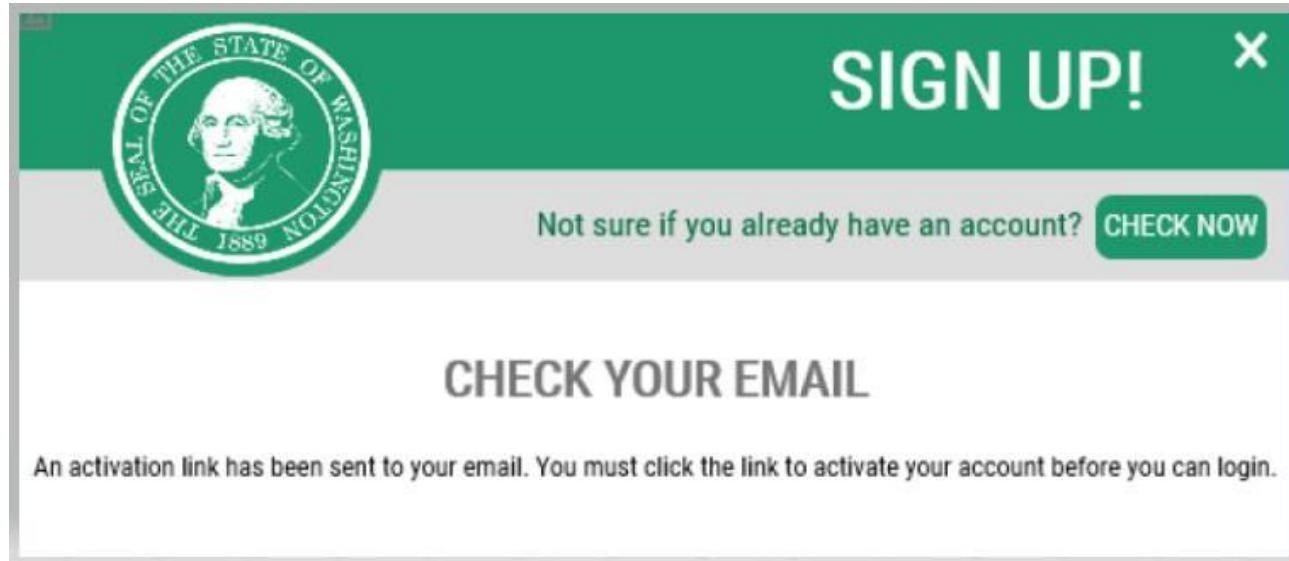 THE SEAL OF THE STATE OF WASHINGTON
1889
SIGN UP!
Not sure if you already have an account? CHECK NOW
CHECK YOUR EMAIL
An activation link has been sent to your email. You must click the link to activate your account before you can login.